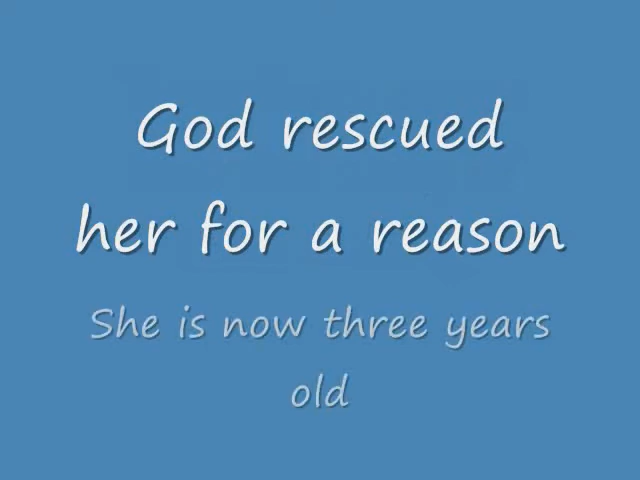 God rescued
her for a reason
She is now three years
old